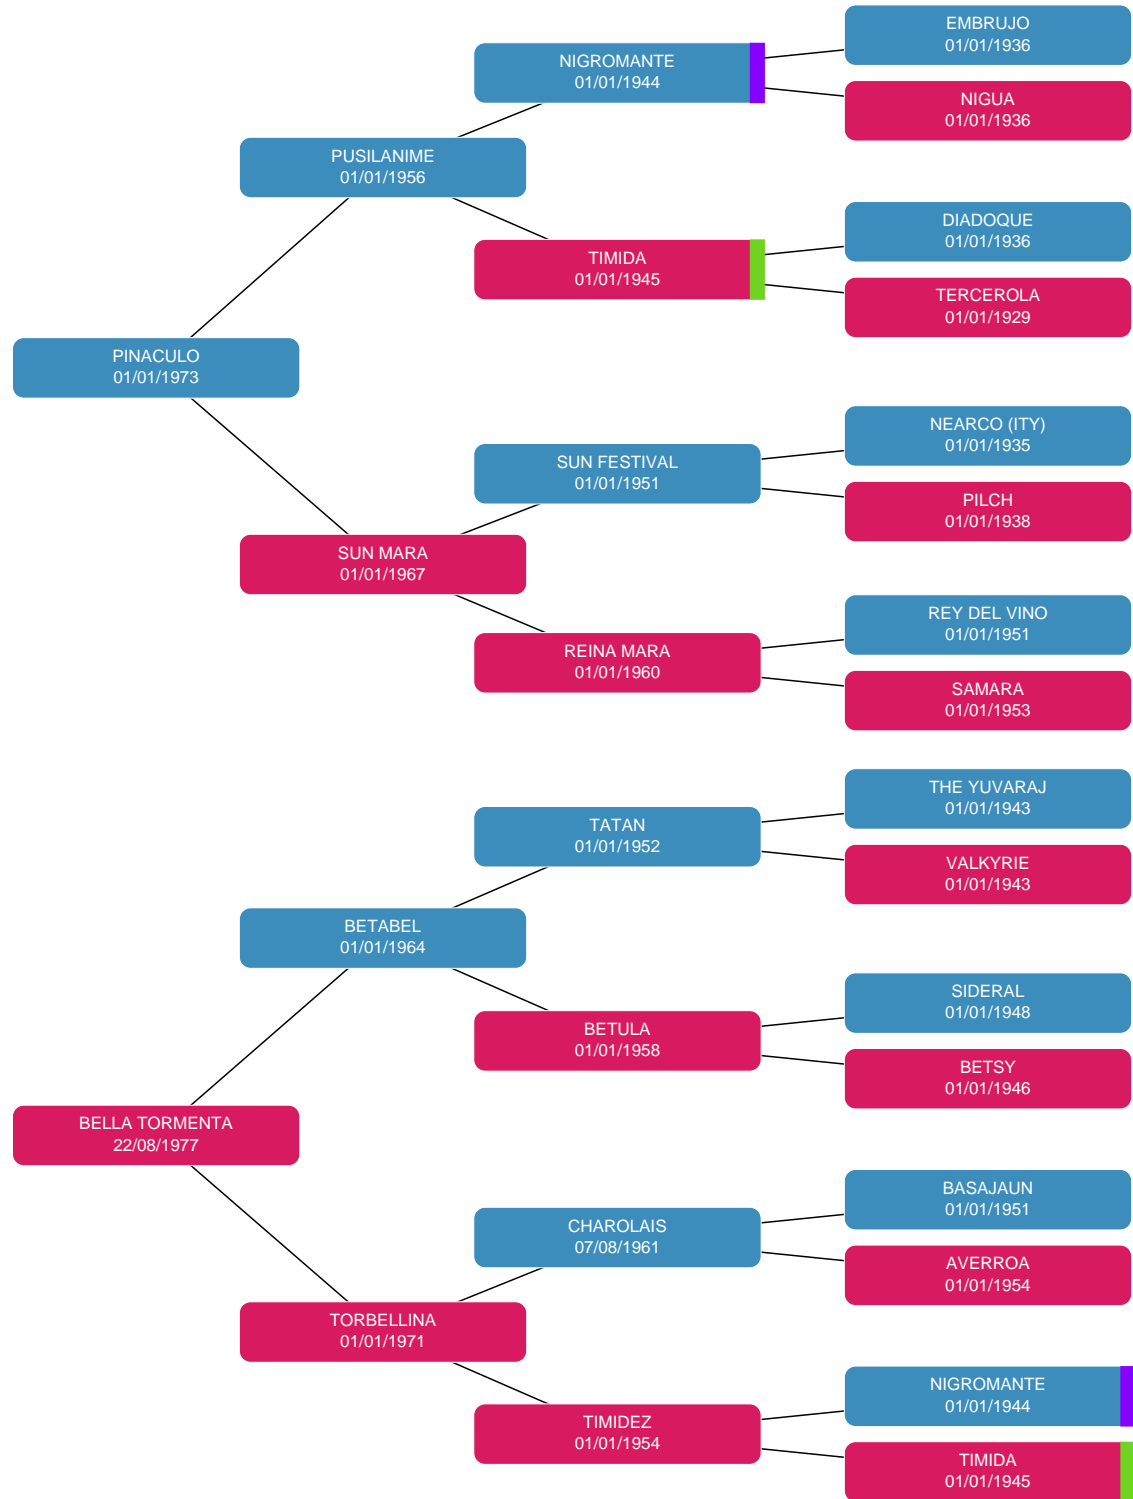 EMBRUJO
01/01/1936
NIGROMANTE
01/01/1944
NIGUA
01/01/1936
PUSILANIME
01/01/1956
DIADOQUE
01/01/1936
TIMIDA
01/01/1945
TERCEROLA
01/01/1929
PINACULO
01/01/1973
NEARCO (ITY)
01/01/1935
SUN FESTIVAL
01/01/1951
PILCH
01/01/1938
SUN MARA
01/01/1967
REY DEL VINO
01/01/1951
REINA MARA
01/01/1960
SAMARA
01/01/1953
THE YUVARAJ
01/01/1943
TATAN
01/01/1952
VALKYRIE
01/01/1943
BETABEL
01/01/1964
SIDERAL
01/01/1948
BETULA
01/01/1958
BETSY
01/01/1946
BELLA TORMENTA
22/08/1977
BASAJAUN
01/01/1951
CHAROLAIS
07/08/1961
AVERROA
01/01/1954
TORBELLINA
01/01/1971
NIGROMANTE
01/01/1944
TIMIDEZ
01/01/1954
TIMIDA
01/01/1945